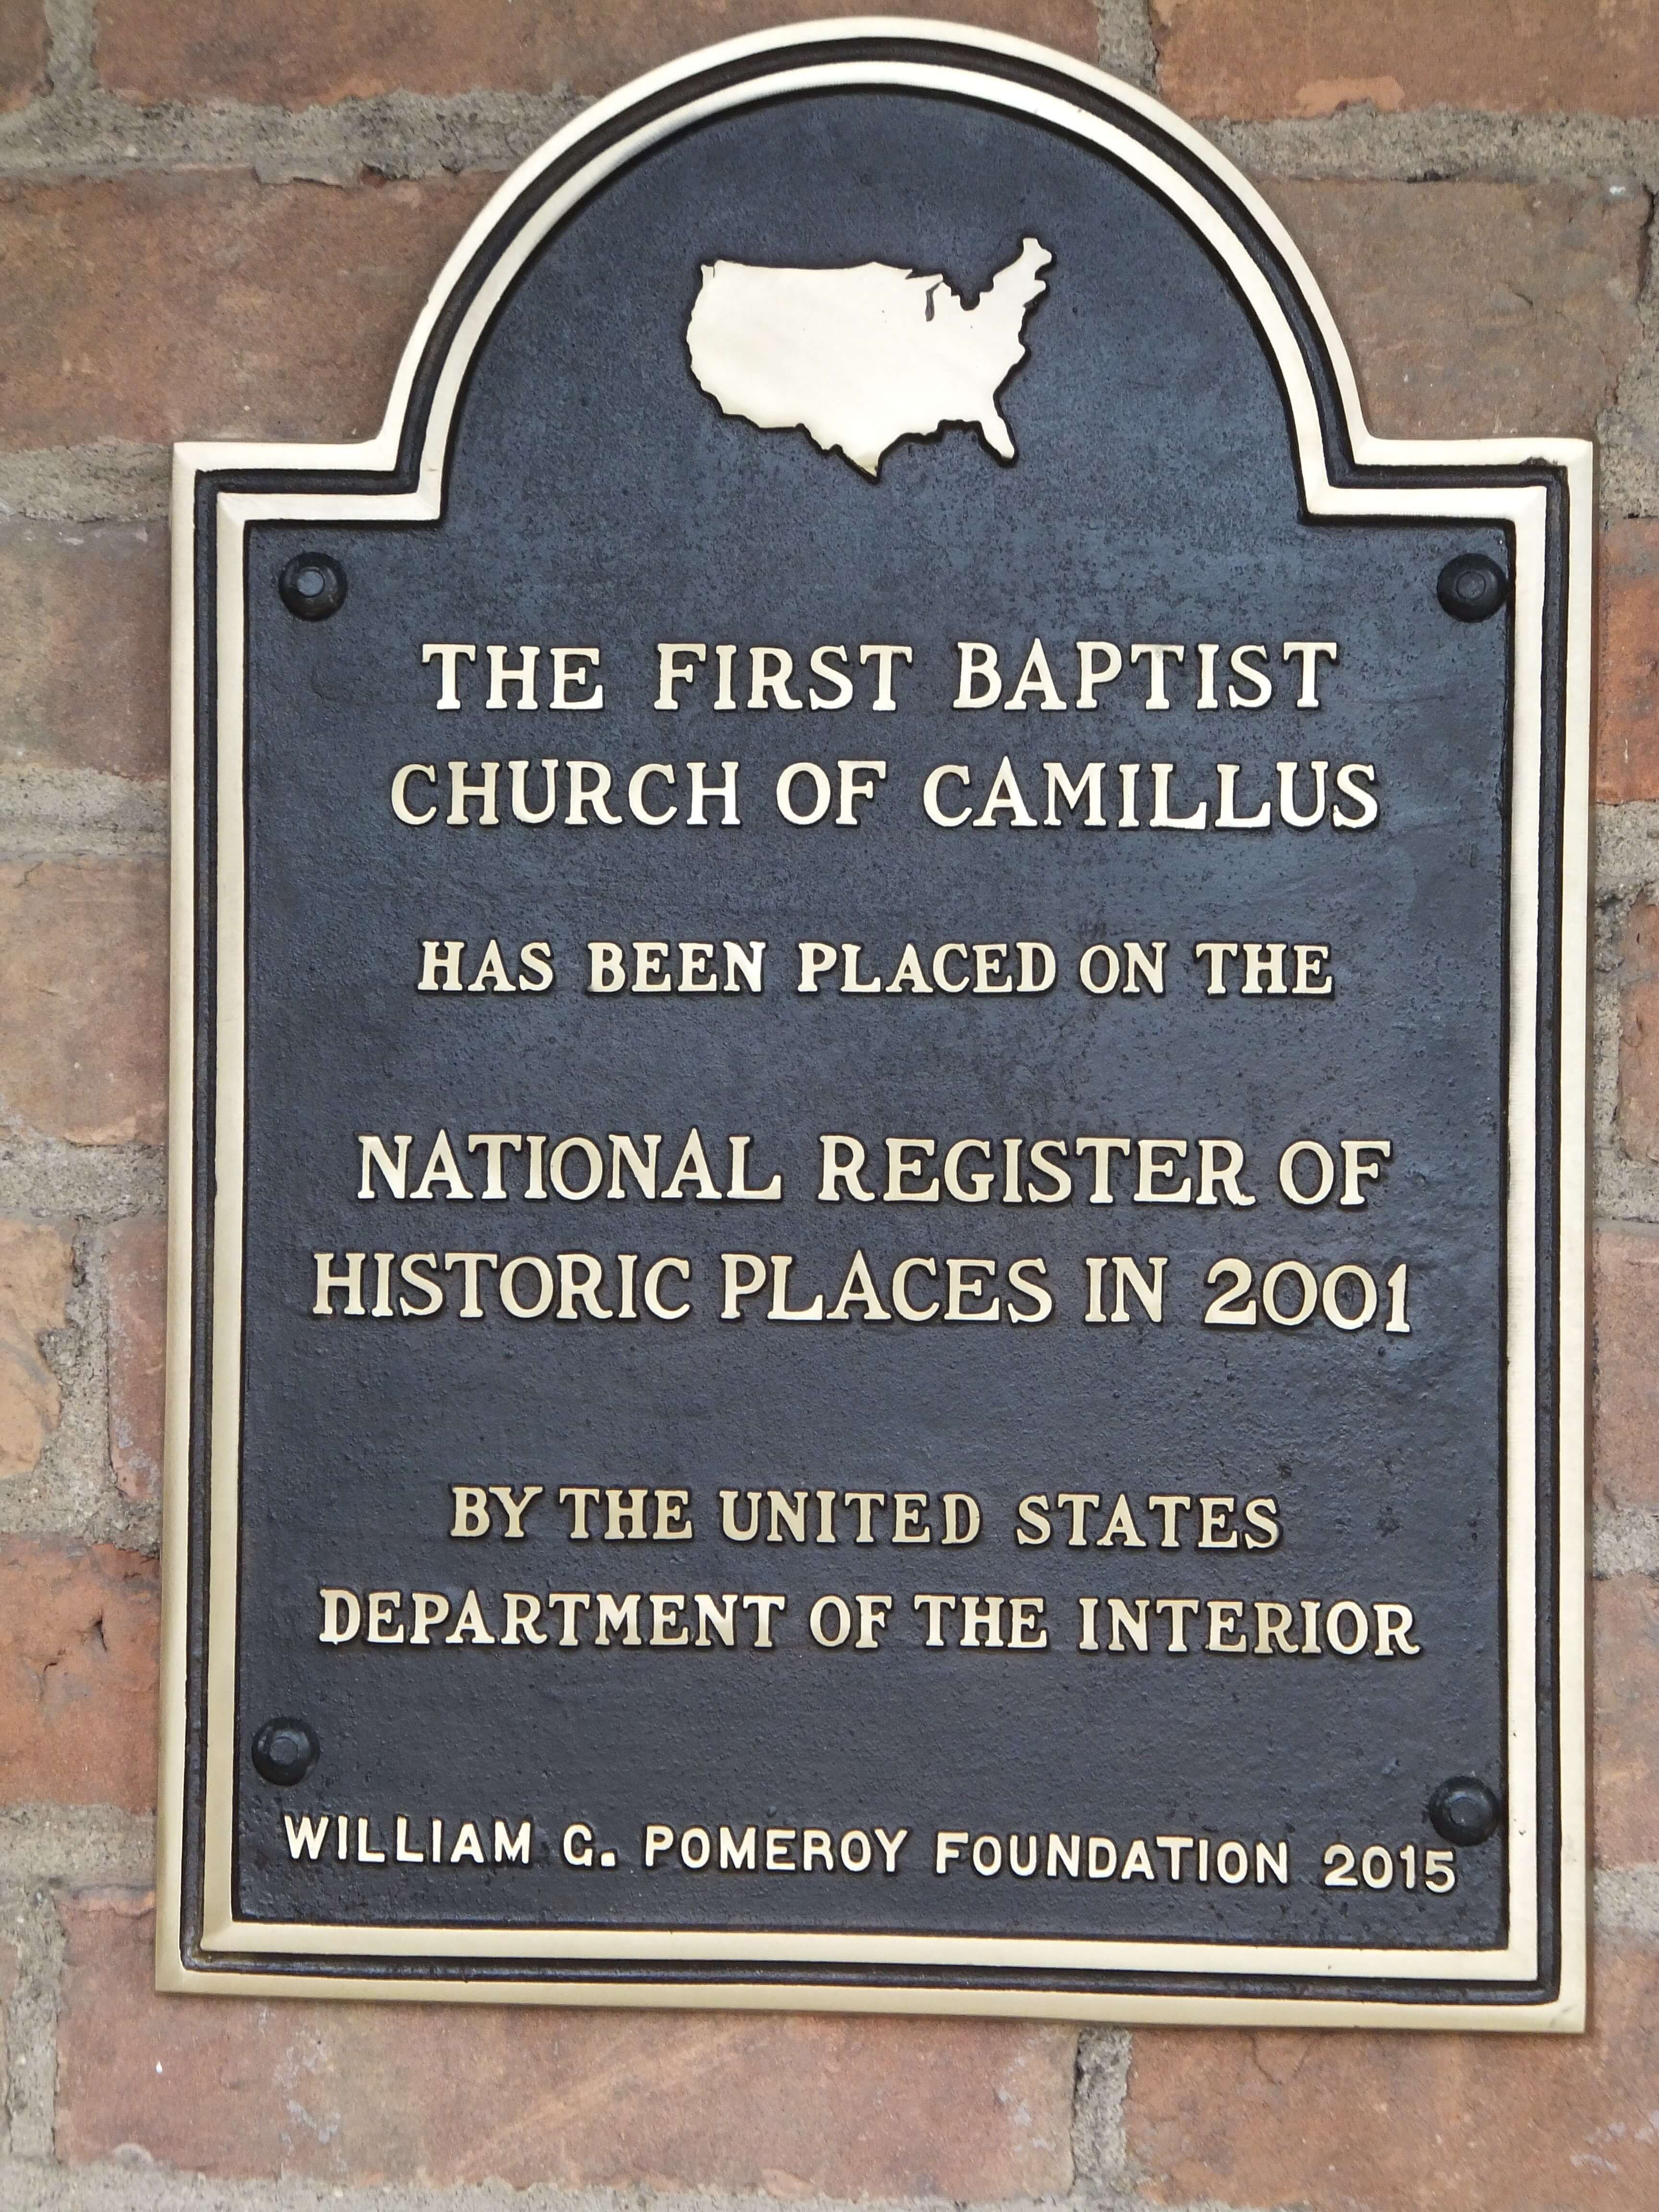 THE FIRST BAPTIST
CHURCH OF CAMILLUS
HAS BEEN PLACED ON THE
NATIONAL REGISTER OF
HISTORIC PLACES IN 2001
BY THE UNITED STATES
DEPARTMENT OF THE INTERIOR
WILLIAM G. POMEROY FOUNDATION 2015